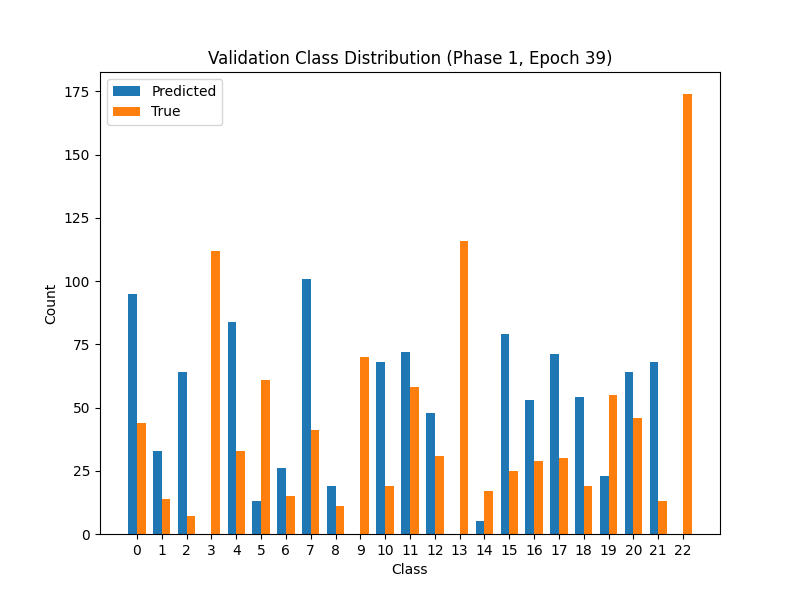 Validation Class Distribution (Phase 1, Epoch 39)
Predicted
True
175
150
125
100
75
50
25
0
Count
0 1 2 3 4 5 6 7 8 9 10 11 12 13 14 15 16 17 18 19 20 21 22
Class